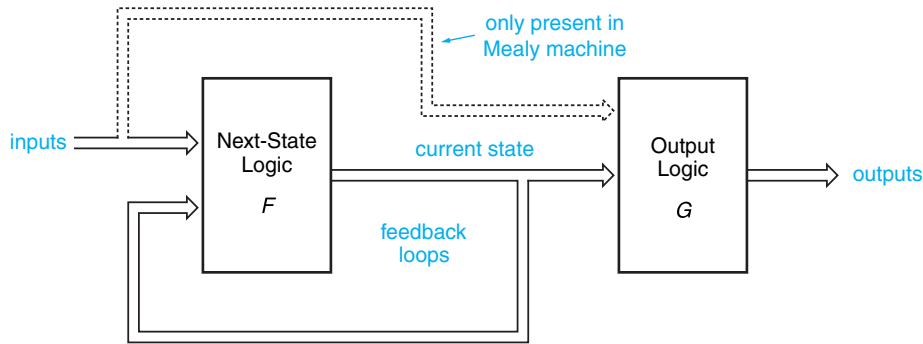 only present in
Mealy machine
inputs
Next-State
Logic
F
current state
feedback
loops
Output
Logic
G
outputs